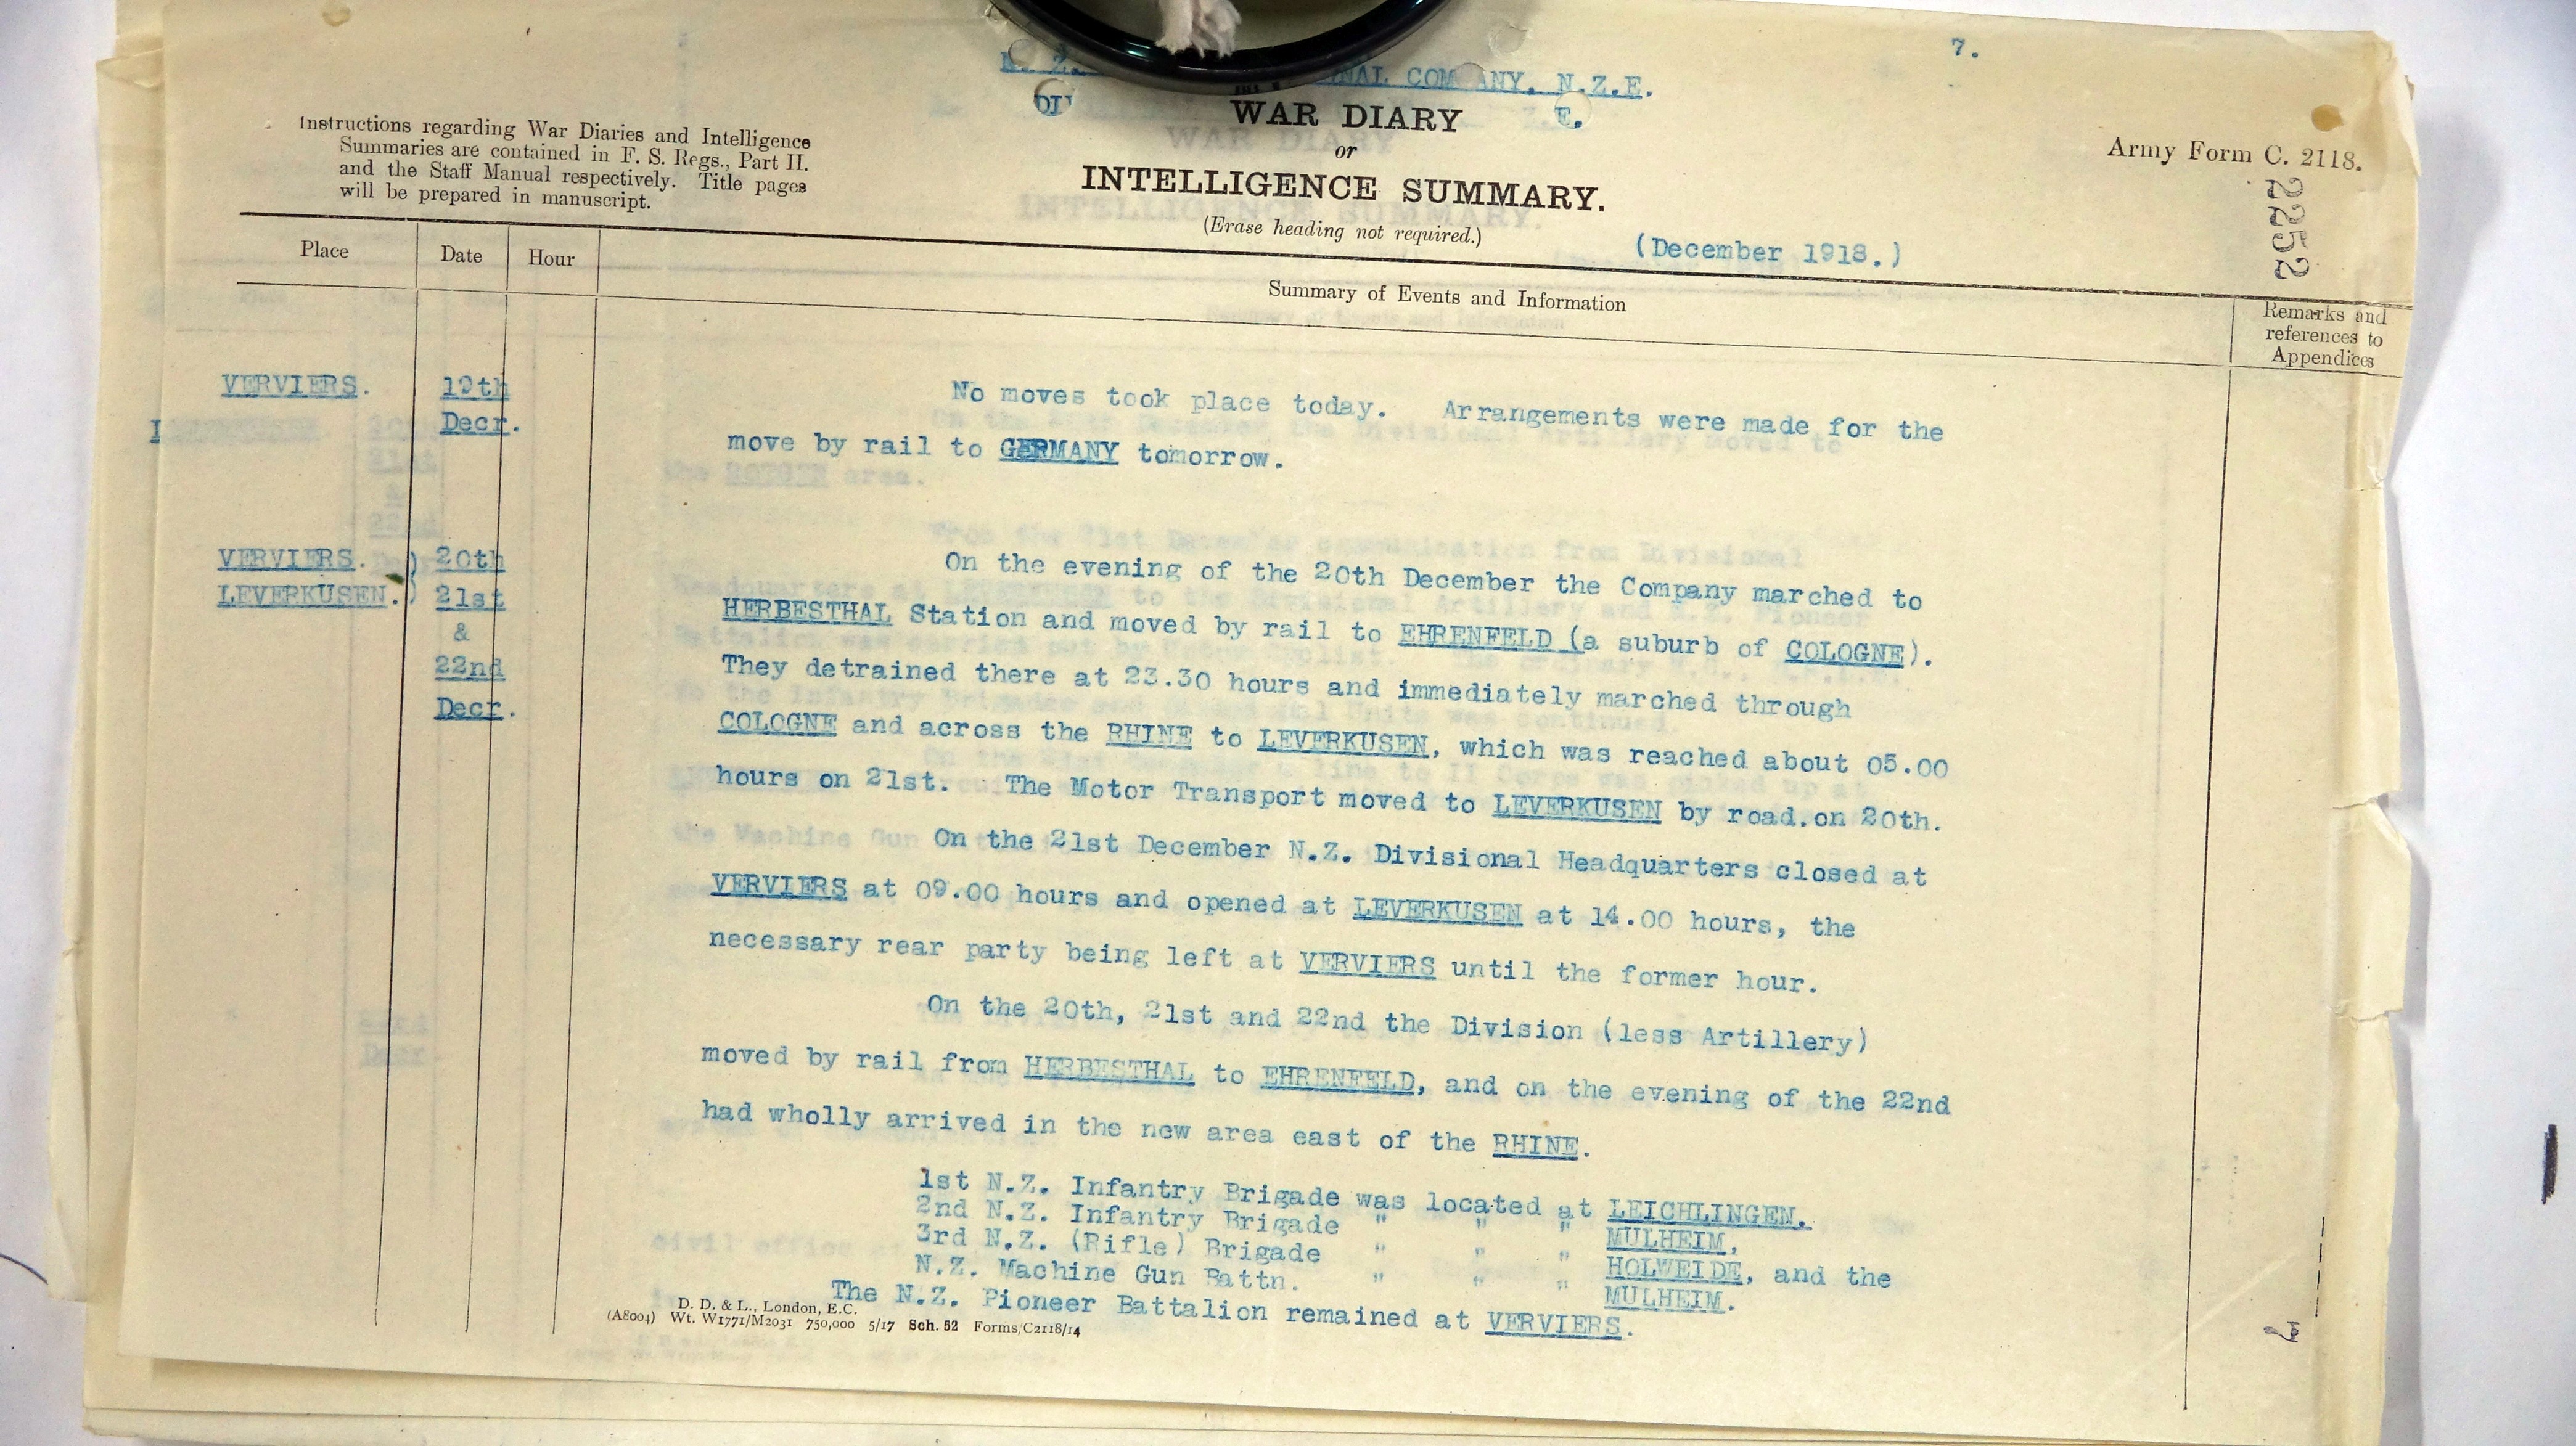 7.
N. Z. NAL COMPANY. N.Z.E.
Instructions regarding War Diaries and Intelligence
Summaries are contained in F. S. Regs., Part II.
and the Staff Manual respectively. Title pages
will be prepared in manuscript.
WAR DIARY
or
INTELLIGENCE SUMMARY.
(Erase heading not required.)
(December 1918.)
Army Form C. 2118.
2252
Place Date Hour Summary of Events and Information Remarks and
references to
Appendices
VERVIERS. 19th
Decr.
No moves took place today. Arrangements were made for the
move by rail to GERMANY tomorrow.
VERVIERS. ) 20th
LEVERKUSEN.) 21st
&
22nd
Decr.
On the evening of the 20th December the Company marched to
HERBESTHAL Station and moved by rail to EHRENFELD (a suburb of COLOGNE).
They detrained there at 23.30 hours and immediately marched through
COLOGNE and across the RHINE to LEVERKUSEN, which was reached about 05.00
hours on 21st. The Motor Transport moved to LEVERKUSEN by road.on 20th.
On the 21st December N.Z. Divisional Headquarters closed at
VERVIERS at 09.00 hours and opened at LEVERKUSEN at 14.00 hours, the
necessary rear party being left at VERVIERS until the former hour.
On the 20th, 21st and 22nd the Division (less Artillery)
moved by rail from HERBESTHAL to EHRENFELD, and on the evening of the 22nd
had wholly arrived in the new area east of the RHINE.
1st N.Z. Infantry Brigade was located at LEICHLINGEN.
2nd N.Z. Infantry Brigade " " " MULHEIM,
3rd N.Z. (Rifle) Brigade " " " HOLWEIDE, and the
N.Z. Machine Gun Battn. " " " MULHEIM.
The N.Z. Pioneer Battalion remained at VERVIERS.
D. D. & L., London, E.C.
(A8004) Wt. W1771/M2031 750,000 5/17 Sch. 52 Forms/C2118/14